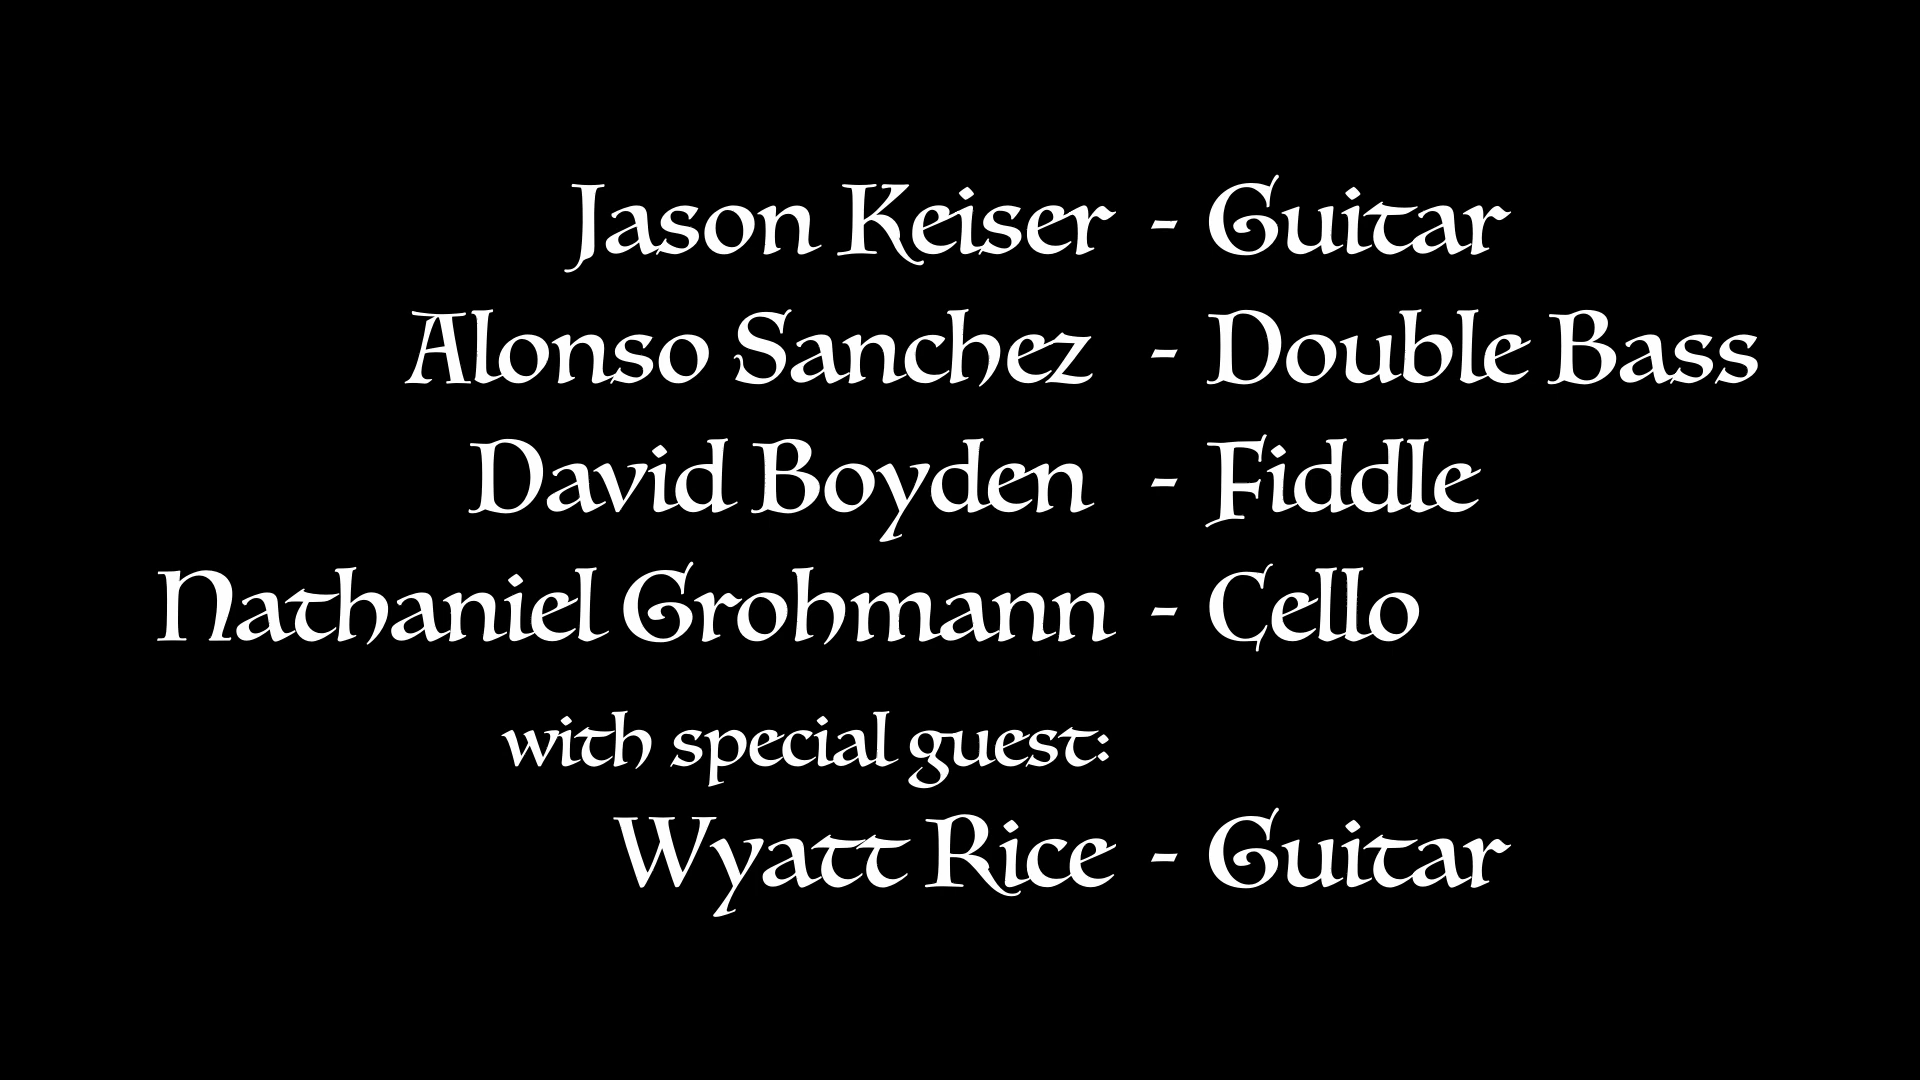 Jason Keiser - Guitar
Alonso Sanchez - Double Bass
David Boyden - Fiddle
Nathaniel Grohmann - Cello
with special guest:
Wyatt Rice - Guitar